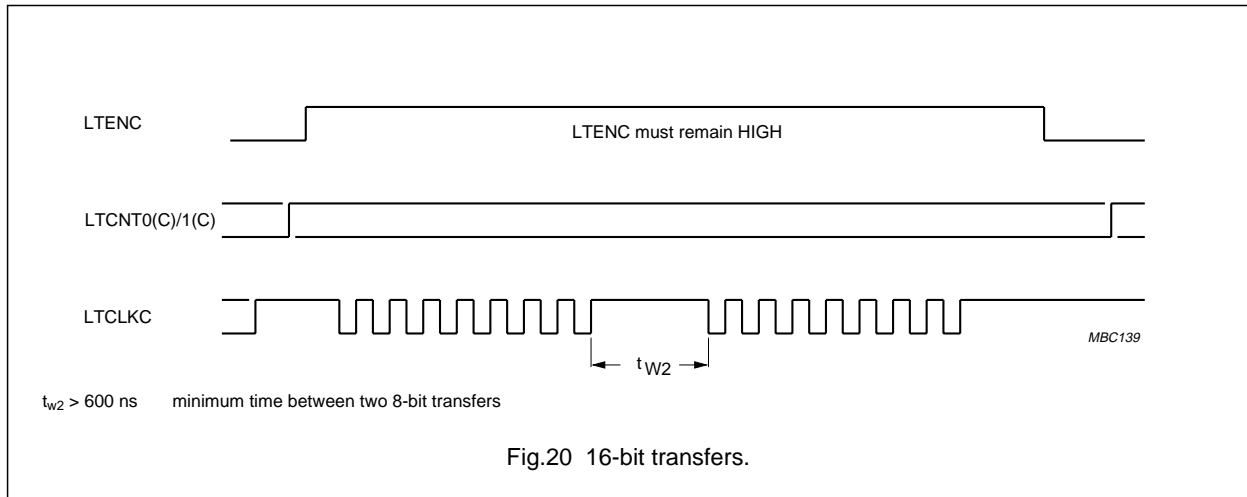 LTENC
LTENC must remain HIGH
LTCNT0(C)/1(C)
LTCLKC
MBC139
tW2
tw2 > 600 ns minimum time between two 8-bit transfers
Fig.20 16-bit transfers.